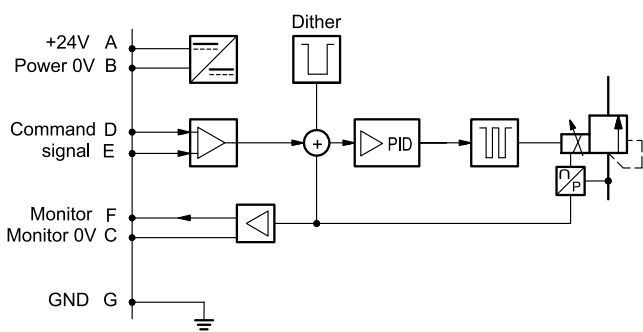 Dither
+24V A
Power 0V B
Command D
signal E
+
PID
Monitor F
Monitor 0V C
U
P
GND G